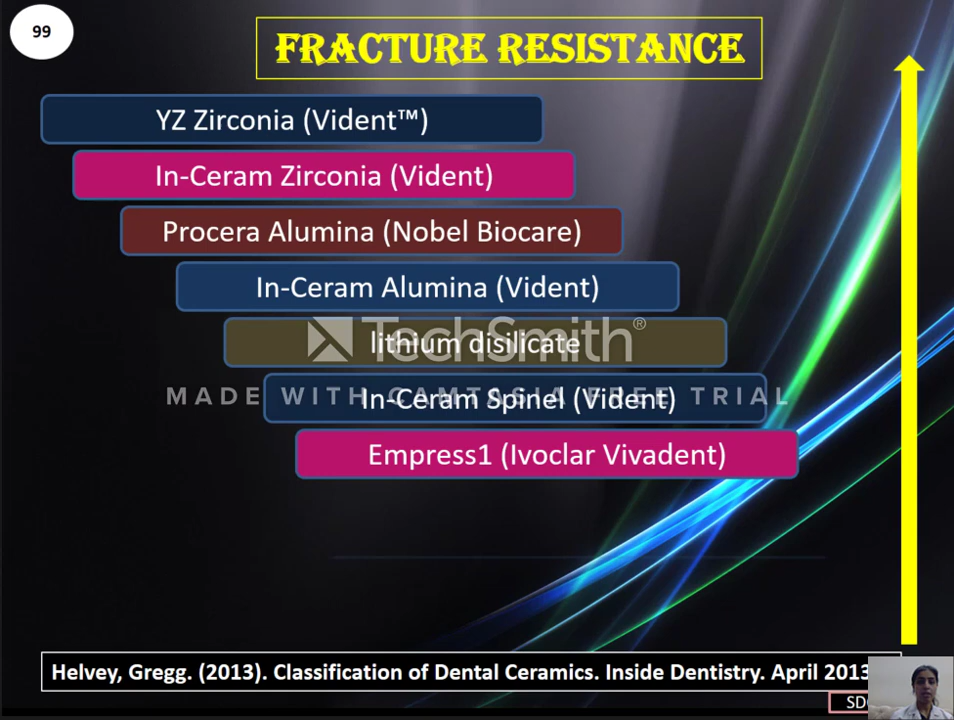 99
FRACTURE RESISTANCE
YZ Zirconia (Vident™)
In-Ceram Zirconia (Vident)
Procera Alumina (Nobel Biocare)
In-Ceram Alumina (Vident)
TechSmith®
lithium disilicate
MADE WITH CAMTASIA FREE TRIAL
In-Ceram Spinel (Vident)
Empress1 (Ivoclar Vivadent)
Helvey, Gregg. (2013). Classification of Dental Ceramics. Inside Dentistry. April 2013